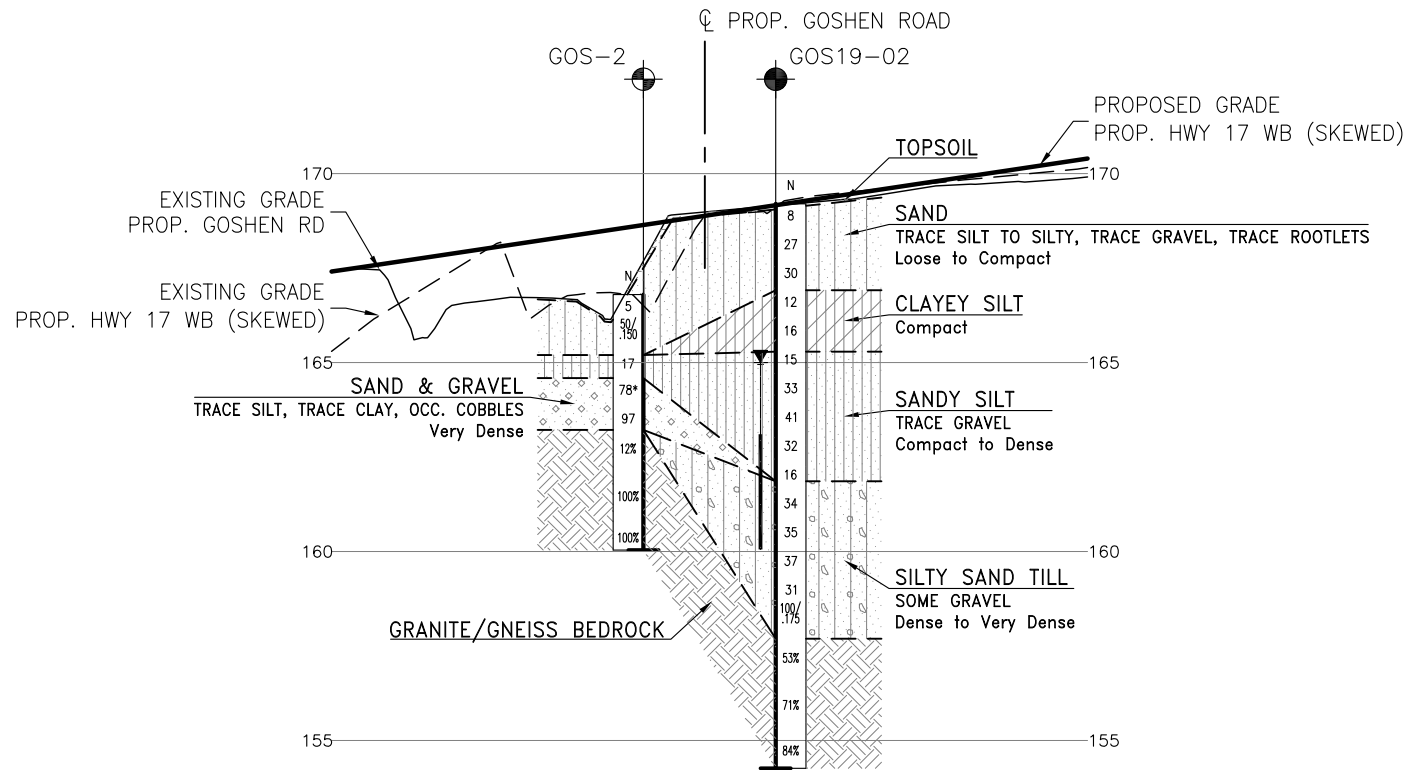 ℄ PROP. GOSHEN ROAD
GOS-2
GOS19-02
PROPOSED GRADE
PROP. HWY 17 WB (SKEWED)
TOPSOIL
170
170
EXISTING GRADE
PROP. GOSHEN RD
EXISTING GRADE
PROP. HWY 17 WB (SKEWED)
SAND
TRACE SILT TO SILTY, TRACE GRAVEL, TRACE ROOTLETS
Loose to Compact
CLAYEY SILT
Compact
165
165
SAND & GRAVEL
TRACE SILT, TRACE CLAY, OCC. COBBLES
Very Dense
SANDY SILT
TRACE GRAVEL
Compact to Dense
160
160
SILTY SAND TILL
SOME GRAVEL
Dense to Very Dense
GRANITE/GNEISS BEDROCK
155
155
N
5
50/
.150
17
78*
97
12%
100%
100%
N
8
27
30
12
16
15
33
41
32
16
34
35
37
31
100/
.175
53%
71%
84%